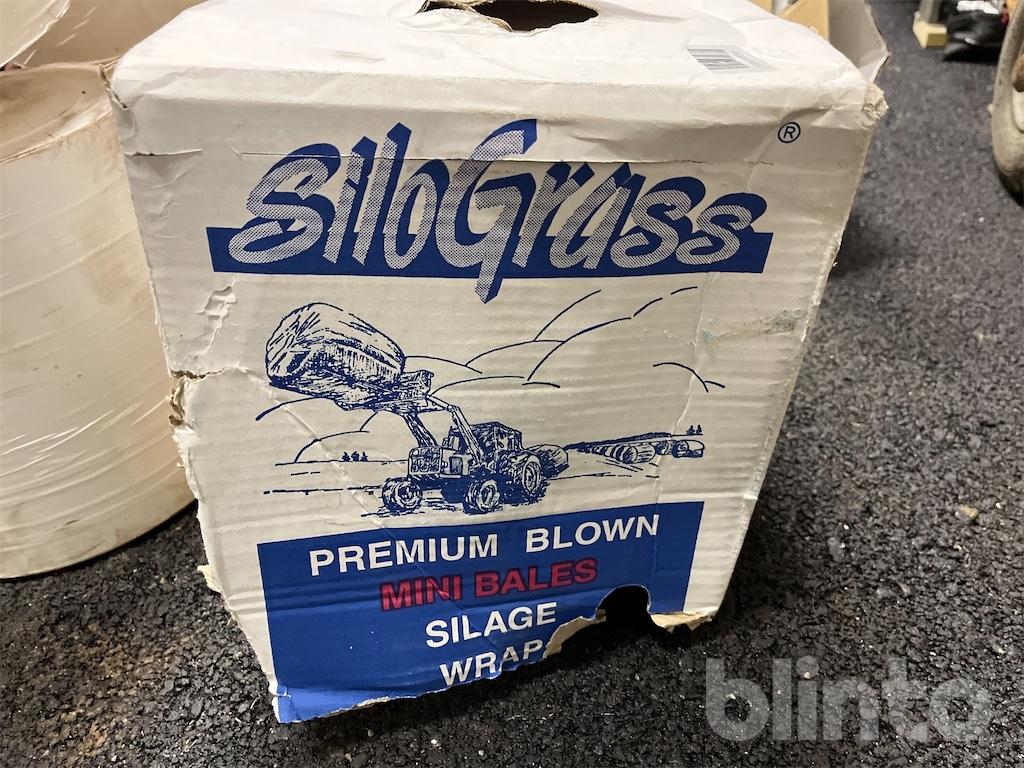 SiloGrass ®
PREMIUM BLOWN
MINI BALES
SILAGE
WRAP
blinto